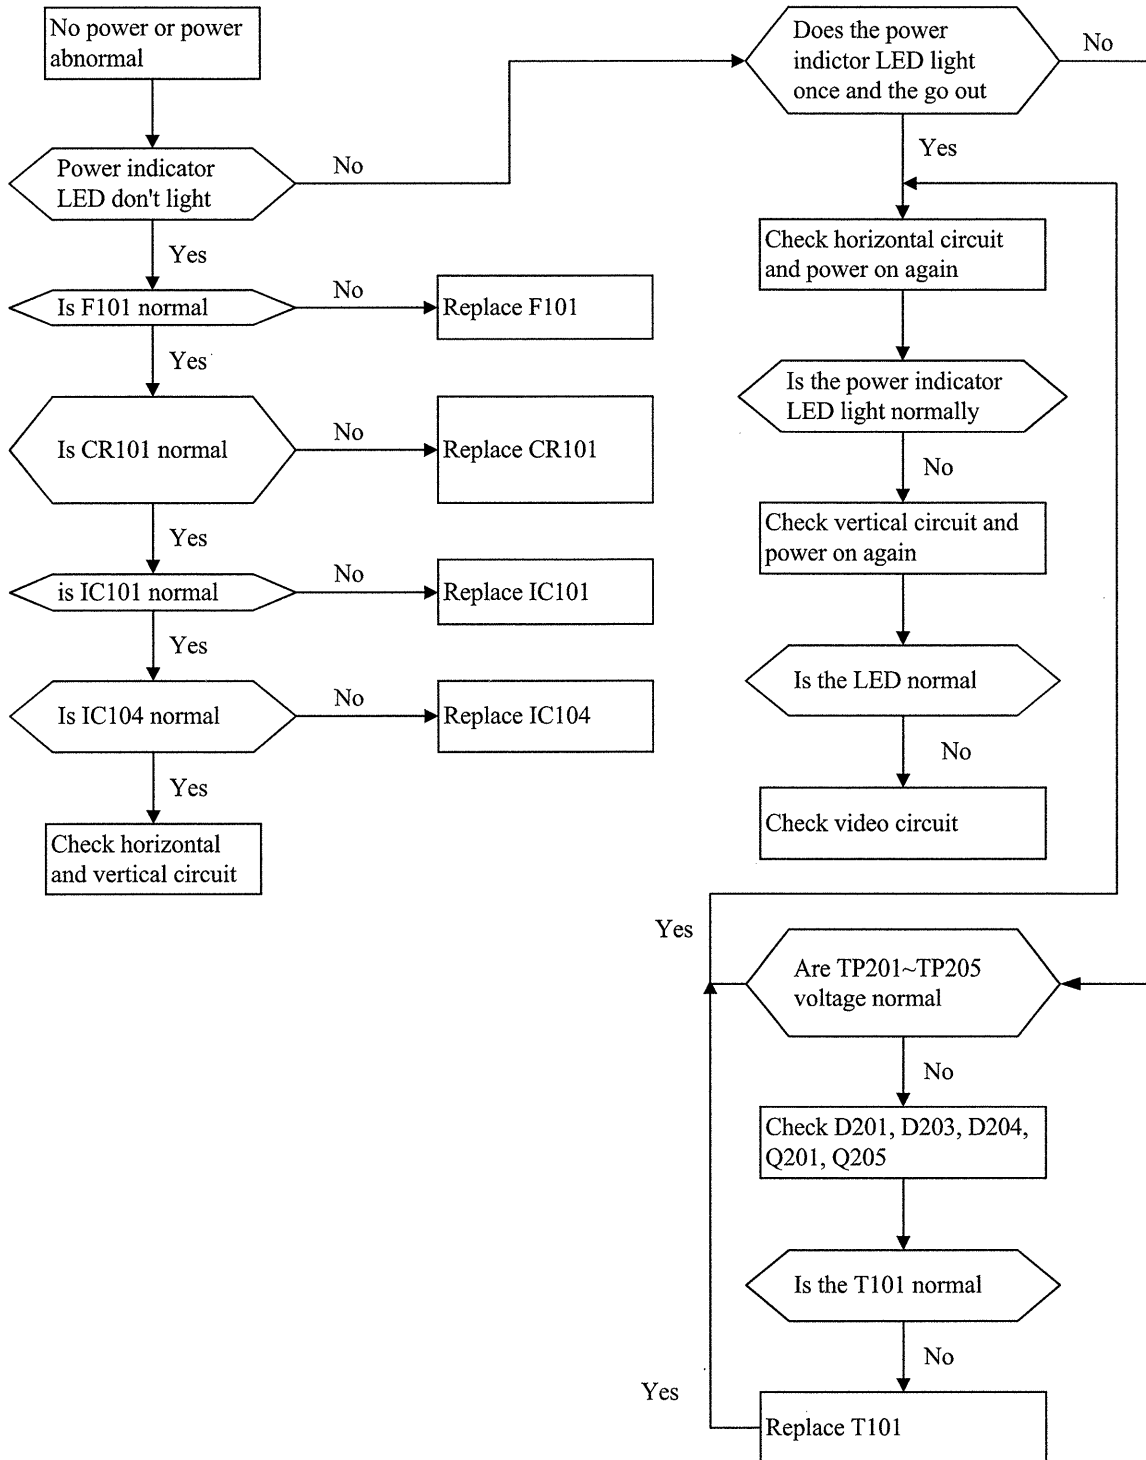 No power or power
abnormal
Power indicator
LED don't light
No
Yes
Is F101 normal
No
Replace F101
Yes
Is CR101 normal
No
Replace CR101
Yes
is IC101 normal
No
Replace IC101
Yes
Is IC104 normal
No
Replace IC104
Yes
Check horizontal
and vertical circuit
Does the power
indictor LED light
once and the go out
No
Yes
Check horizontal circuit
and power on again
Is the power indicator
LED light normally
No
Check vertical circuit and
power on again
Is the LED normal
No
Check video circuit
Yes
Are TP201~TP205
voltage normal
No
Check D201, D203, D204,
Q201, Q205
Is the T101 normal
No
Yes
Replace T101